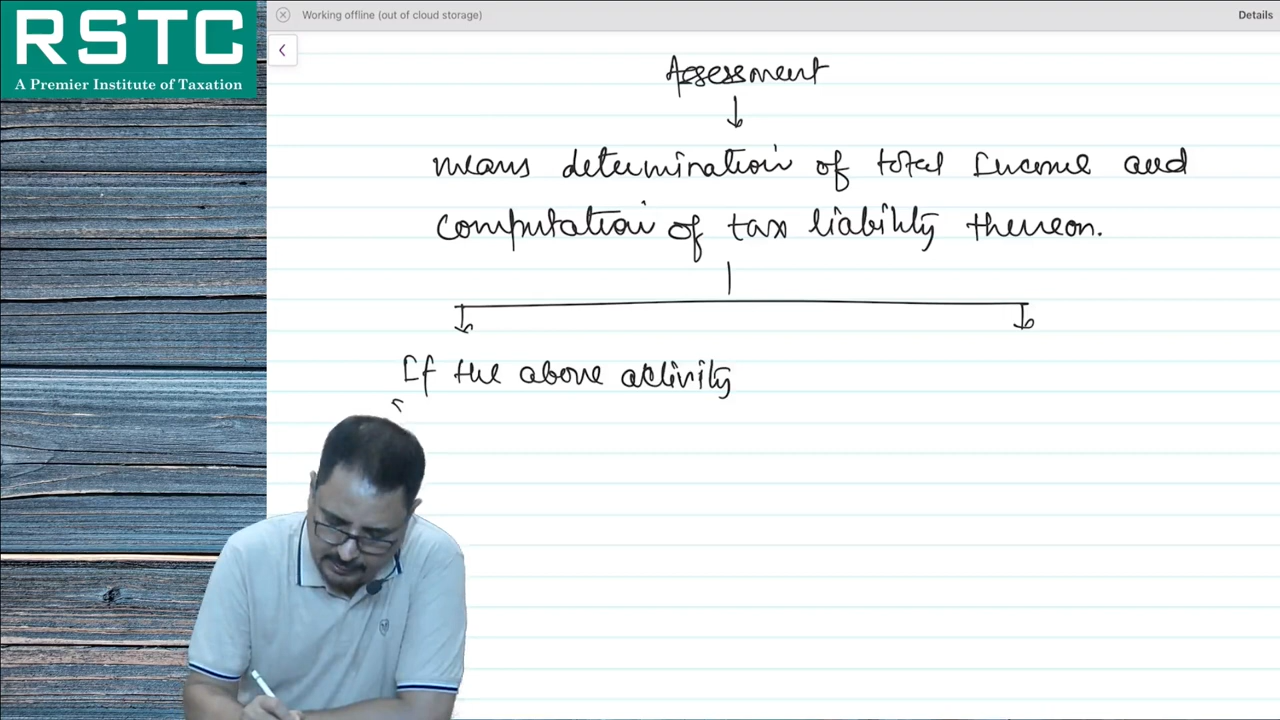 RSTC
A Premier Institute of Taxation
Working offline (out of cloud storage)
Details
Assessment
means determination of total Income and
computation of tax liability thereon.
If the above activity